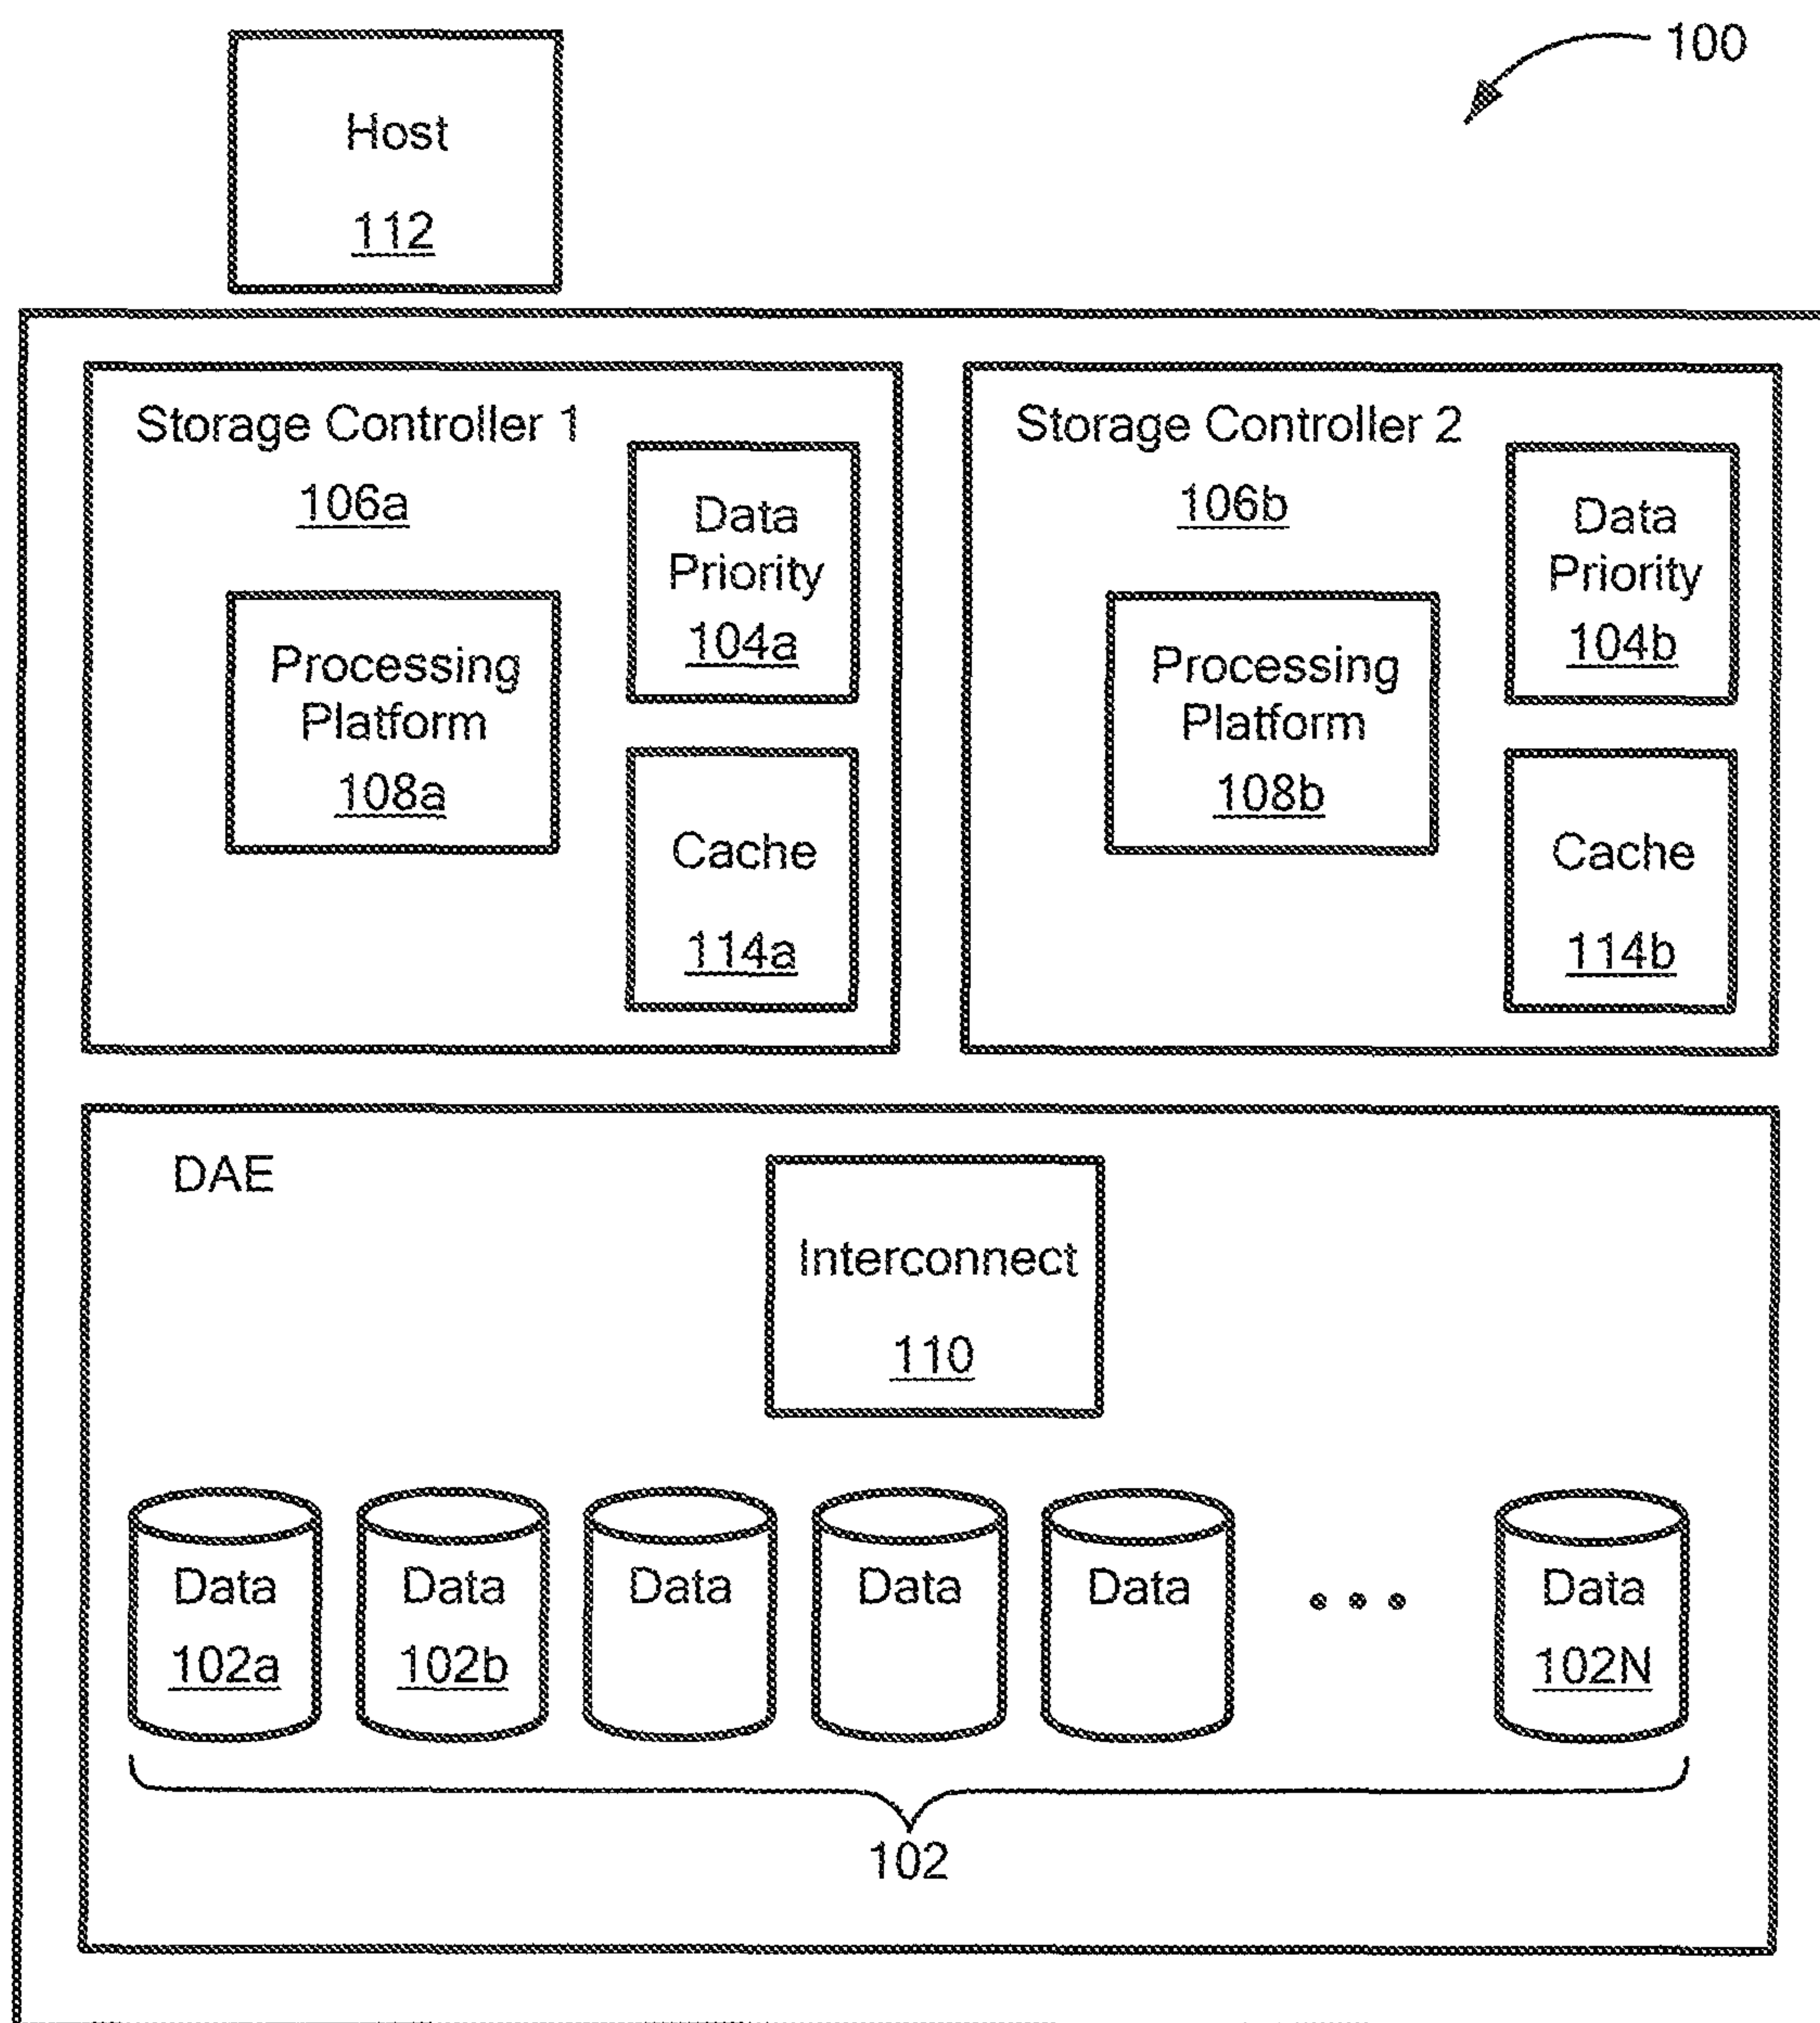 100
Host
112
Storage Controller 1
106a
Data
Priority
104a
Processing
Platform
108a
Cache
114a
Storage Controller 2
106b
Data
Priority
104b
Processing
Platform
108b
Cache
114b
DAE
Interconnect
110
Data
102a
Data
102b
Data
Data
Data
Data
102N
102